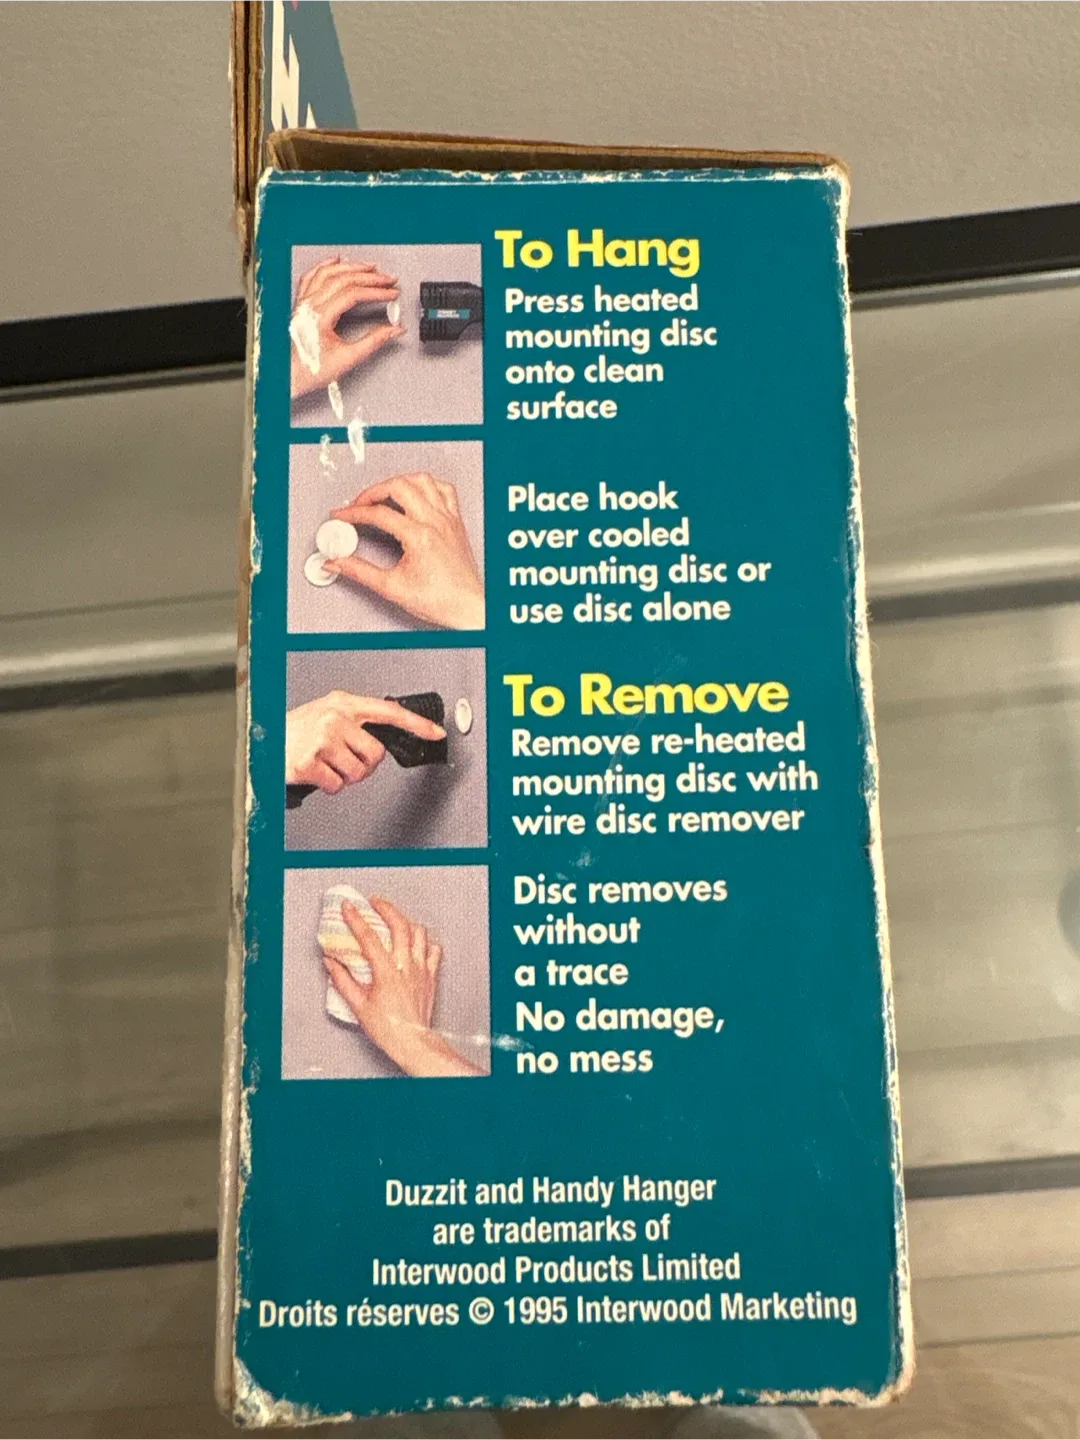 To Hang
Press heated
mounting disc
onto clean
surface
Place hook
over cooled
mounting disc or
use disc alone
To Remove
Remove re-heated
mounting disc with
wire disc remover
Disc removes
without
a trace
No damage,
no mess
Duzzit and Handy Hanger
are trademarks of
Interwood Products Limited
Droits réserves © 1995 Interwood Marketing